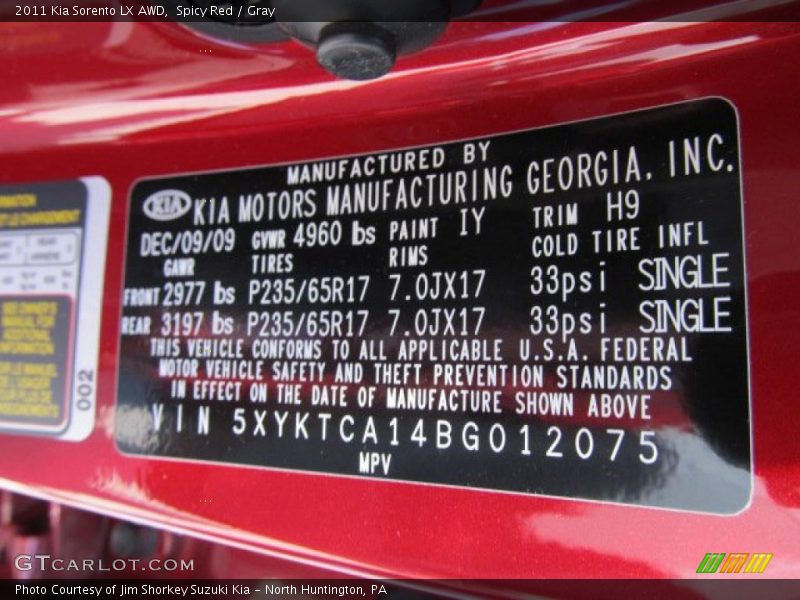 2011 Kia Sorento LX AWD, Spicy Red / Gray
MANUFACTURED BY
KIA KIA MOTORS MANUFACTURING GEORGIA. INC.
DEC/09/09 GVWR 4960 lbs PAINT IY TRIM H9
GAWR TIRES RIMS COLD TIRE INFL
FRONT 2977 lbs P235/65R17 7.0JX17 33psi SINGLE
REAR 3197 lbs P235/65R17 7.0JX17 33psi SINGLE
THIS VEHICLE CONFORMS TO ALL APPLICABLE U.S.A. FEDERAL
MOTOR VEHICLE SAFETY AND THEFT PREVENTION STANDARDS
IN EFFECT ON THE DATE OF MANUFACTURE SHOWN ABOVE
VIN 5XYKTCA14BG012075
MPV
002
GTCARLOT.COM
Photo Courtesy of Jim Shorkey Suzuki Kia - North Huntington, PA